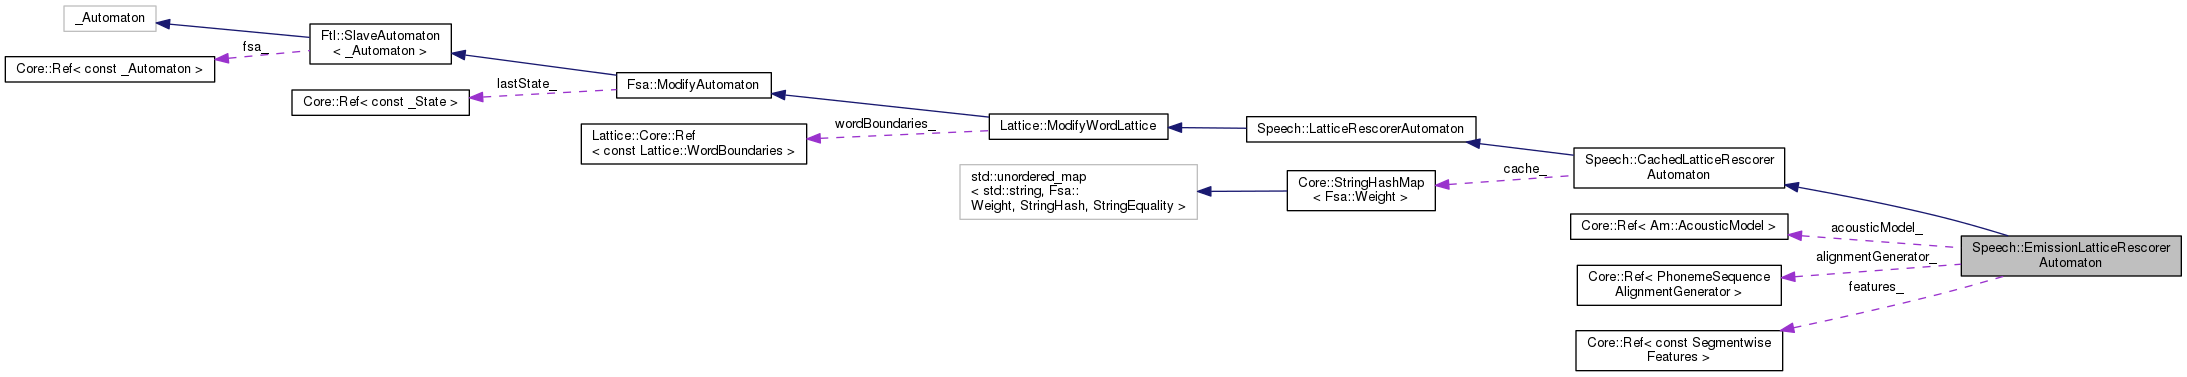 _Automaton
Ftl::SlaveAutomaton
< _Automaton >
fsa_
Core::Ref< const _Automaton >
Fsa::ModifyAutomaton
lastState_
Core::Ref< const _State >
Lattice::ModifyWordLattice
wordBoundaries_
Lattice::Core::Ref
< const Lattice::WordBoundaries >
Speech::LatticeRescorerAutomaton
Speech::CachedLatticeRescorer
Automaton
cache_
Core::StringHashMap
< Fsa::Weight >
std::unordered_map
< std::string, Fsa::
Weight, StringHash, StringEquality >
Core::Ref< Am::AcousticModel >
acousticModel_
Speech::EmissionLatticeRescorer
Automaton
alignmentGenerator_
Core::Ref< PhonemeSequence
AlignmentGenerator >
features_
Core::Ref< const Segmentwise
Features >